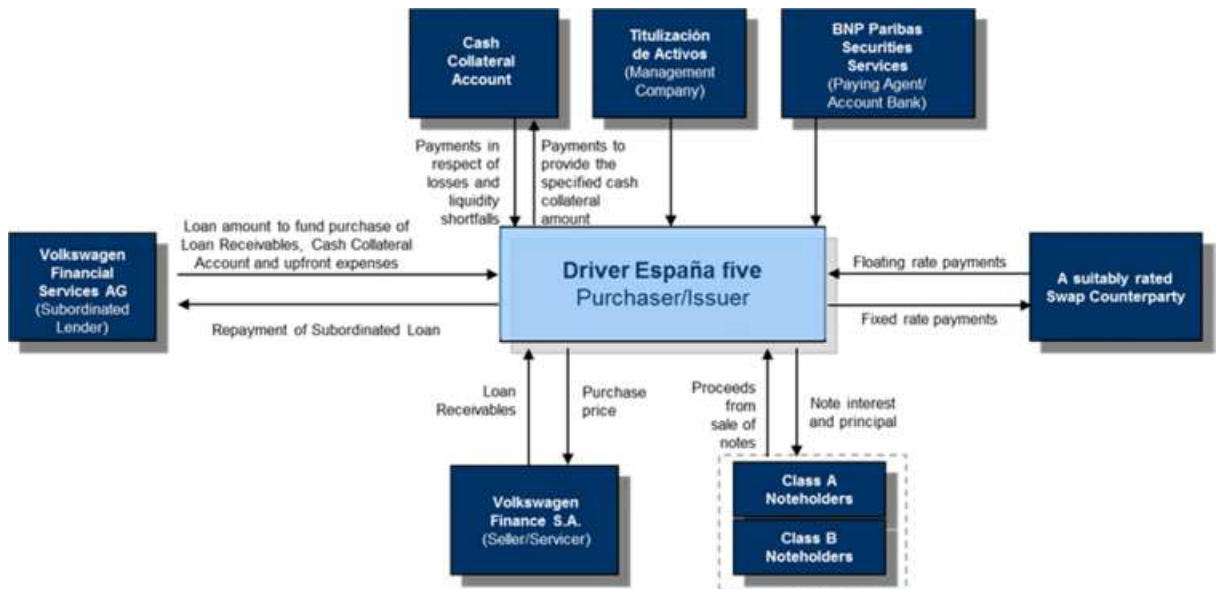 Cash
Collateral
Account
Titulización
de Activos
(Management
Company)
BNP Paribas
Securities
Services
(Paying Agent/
Account Bank)
Payments in
respect of
losses and
liquidity
shortfalls
Payments to
provide the
specified cash
collateral
amount
Volkswagen
Financial
Services AG
(Subordinated
Lender)
Loan amount to fund purchase of
Loan Receivables, Cash Collateral
Account and upfront expenses
Repayment of Subordinated Loan
Driver España five
Purchaser/Issuer
Floating rate payments
Fixed rate payments
A suitably rated
Swap Counterparty
Loan
Receivables
Purchase
price
Proceeds
from
sale of
notes
Note interest
and principal
Volkswagen
Finance S.A.
(Seller/Servicer)
Class A
Noteholders
Class B
Noteholders